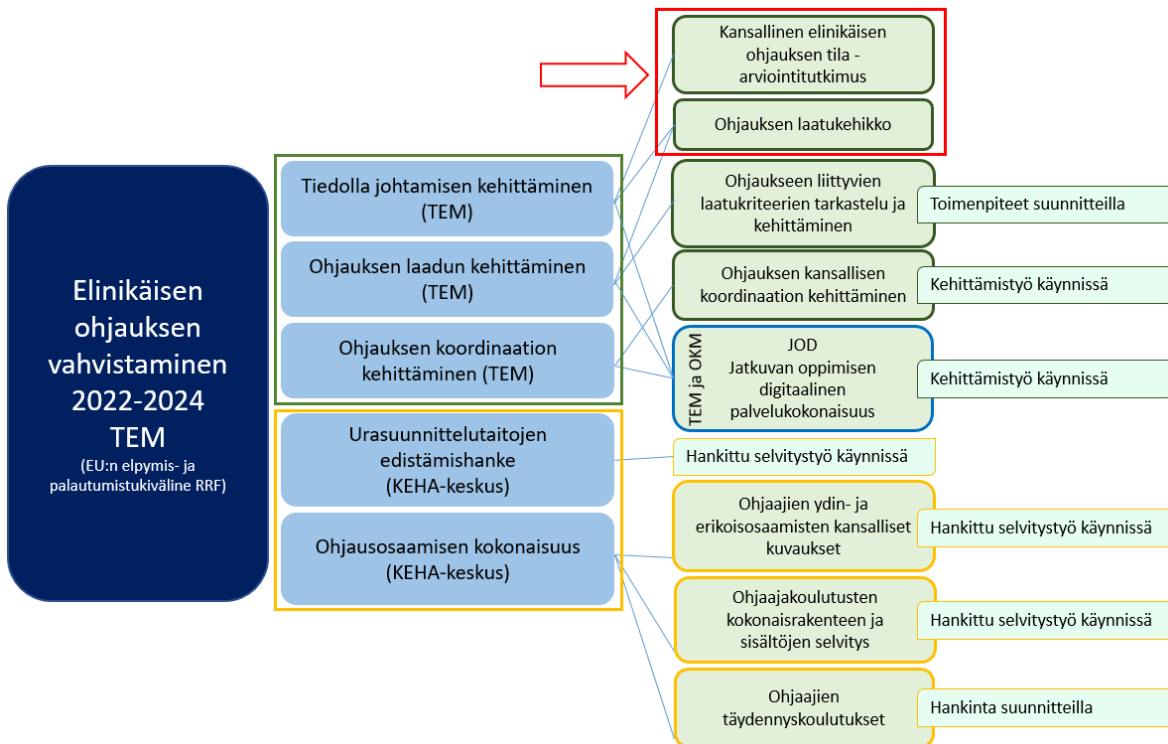 Elinikäisen
ohjauksen
vahvistaminen
2022-2024
TEM
(EU:n elpymis- ja
palautumistukiväline RRF)
Tiedolla johtamisen kehittäminen
(TEM)
Ohjauksen laadun kehittäminen
(TEM)
Ohjauksen koordinaation
kehittäminen (TEM)
Urasuunnittelutaitojen
edistämishanke
(KEHA-keskus)
Ohjausosaamisen kokonaisuus
(KEHA-keskus)
Kansallinen elinikäisen
ohjauksen tila -
arviointitutkimus
Ohjauksen laatukehikko
Ohjaukseen liittyvien
laatukriteerien tarkastelu ja
kehittäminen
Toimenpiteet suunnitteilla
Ohjauksen kansallisen
koordinaation kehittäminen
Kehittämistyö käynnissä
TEM ja OKM
JOD
Jatkuvan oppimisen
digitaalinen
palvelukokonaisuus
Kehittämistyö käynnissä
Hankittu selvitystyö käynnissä
Ohjaajien ydin- ja
erikoisosaamisten kansalliset
kuvaukset
Hankittu selvitystyö käynnissä
Ohjaajakoulutusten
kokonaisrakenteen ja
sisältöjen selvitys
Hankittu selvitystyö käynnissä
Ohjaajien
täydennyskoulutukset
Hankinta suunnitteilla